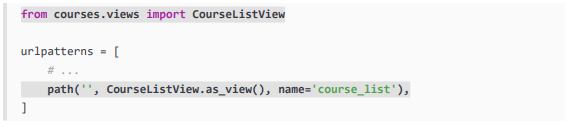 from courses.views import CourseListView
urlpatterns = [
    # ...
    path('', CourseListView.as_view(), name='course_list'),
]